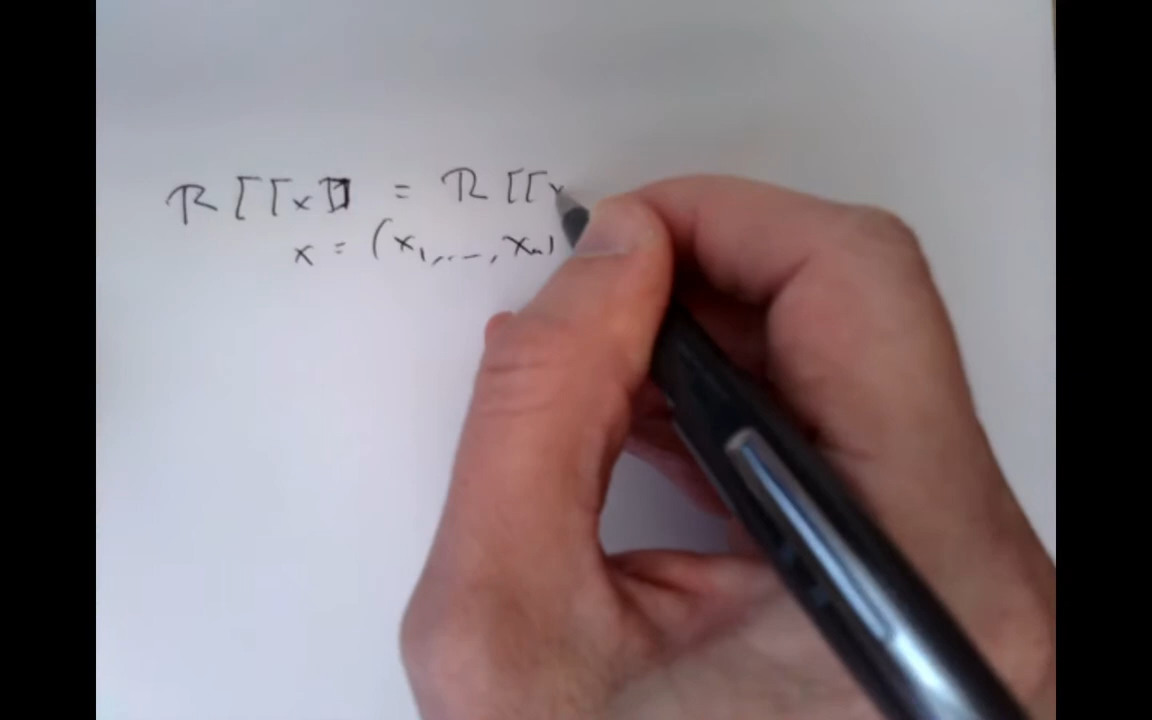 ℝ[[x]] = ℝ[[x
x = (x₁,...,xₙ)